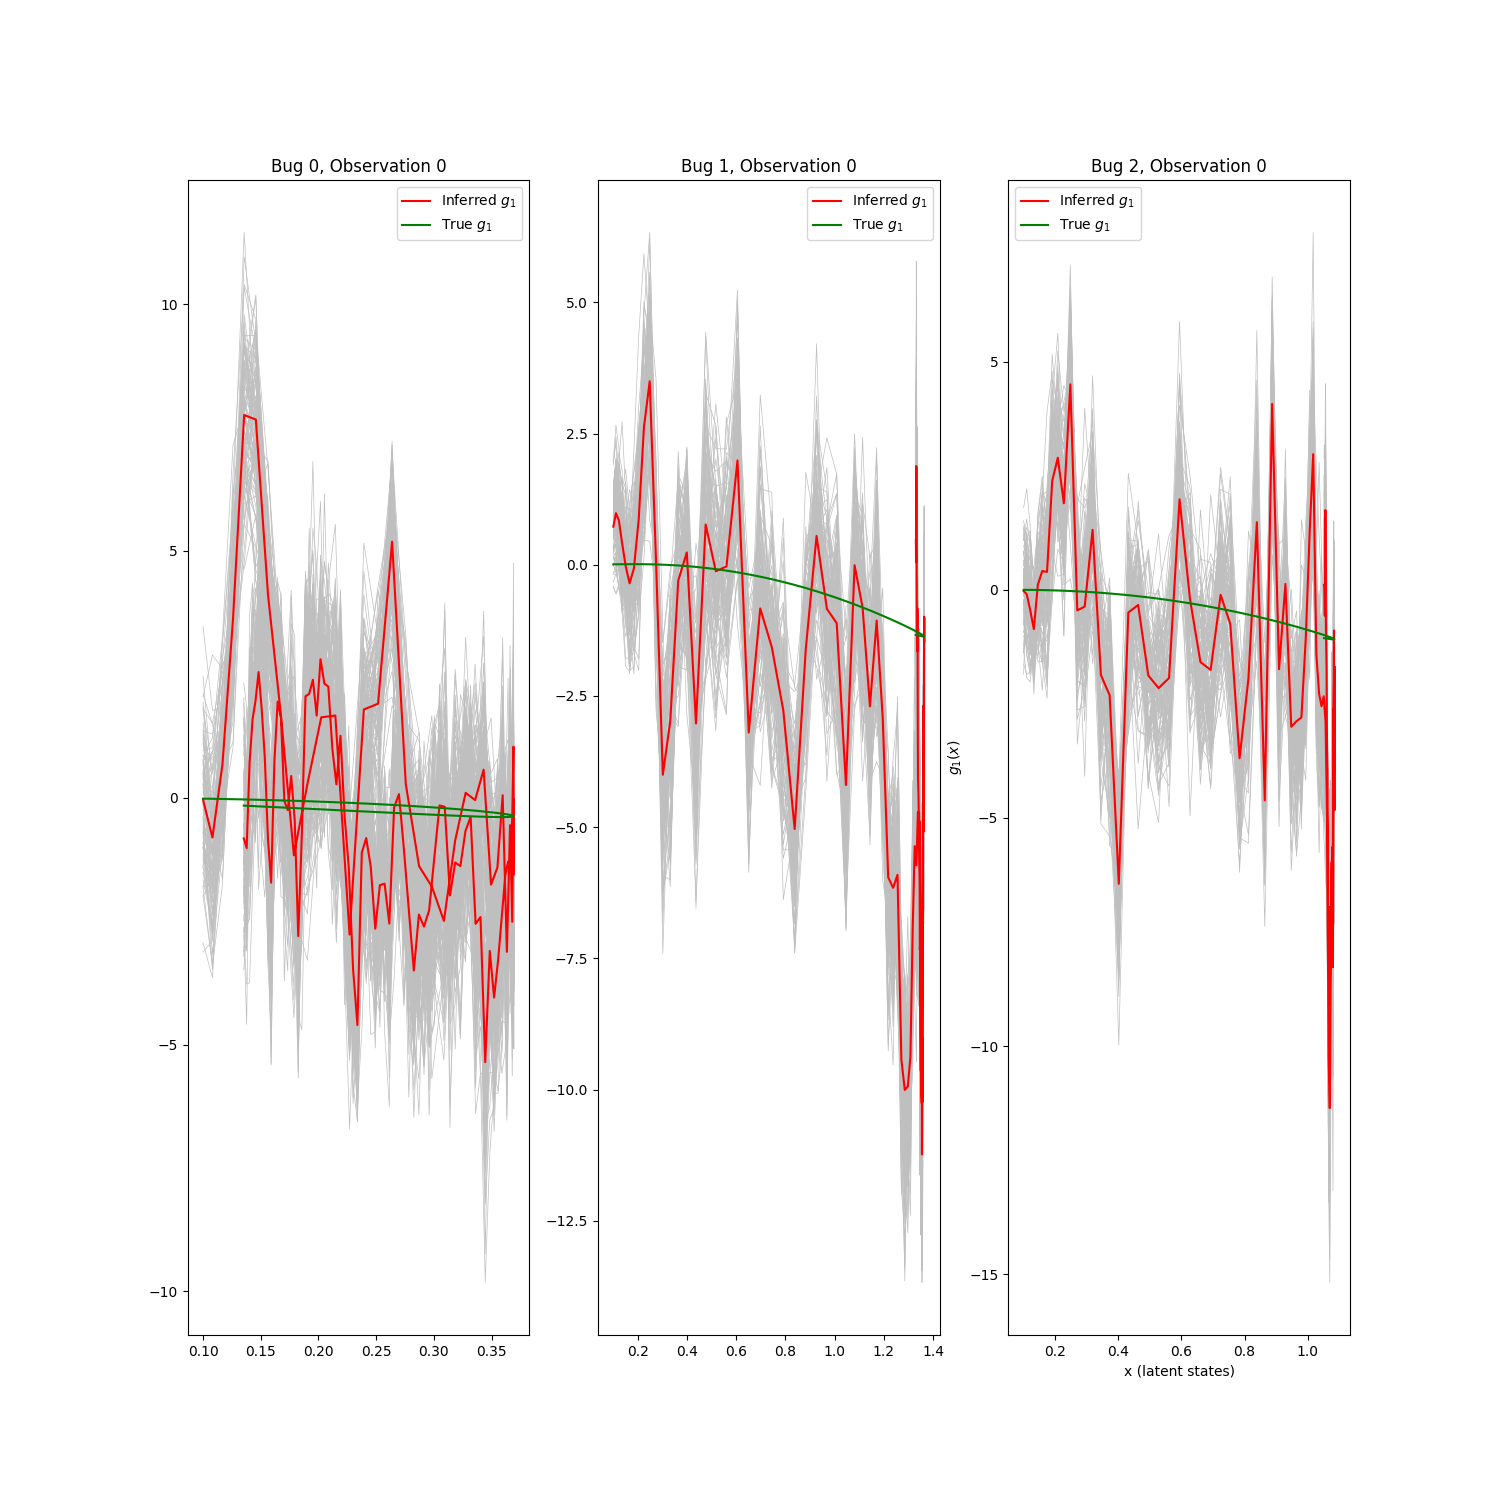 Bug 0, Observation 0
Inferred g₁
True g₁
10
5
0
−5
−10
0.10 0.15 0.20 0.25 0.30 0.35
Bug 1, Observation 0
Inferred g₁
True g₁
5.0
2.5
0.0
−2.5
−5.0
−7.5
−10.0
−12.5
0.2 0.4 0.6 0.8 1.0 1.2 1.4
Bug 2, Observation 0
Inferred g₁
True g₁
g₁(x)
5
0
−5
−10
−15
0.2 0.4 0.6 0.8 1.0
x (latent states)